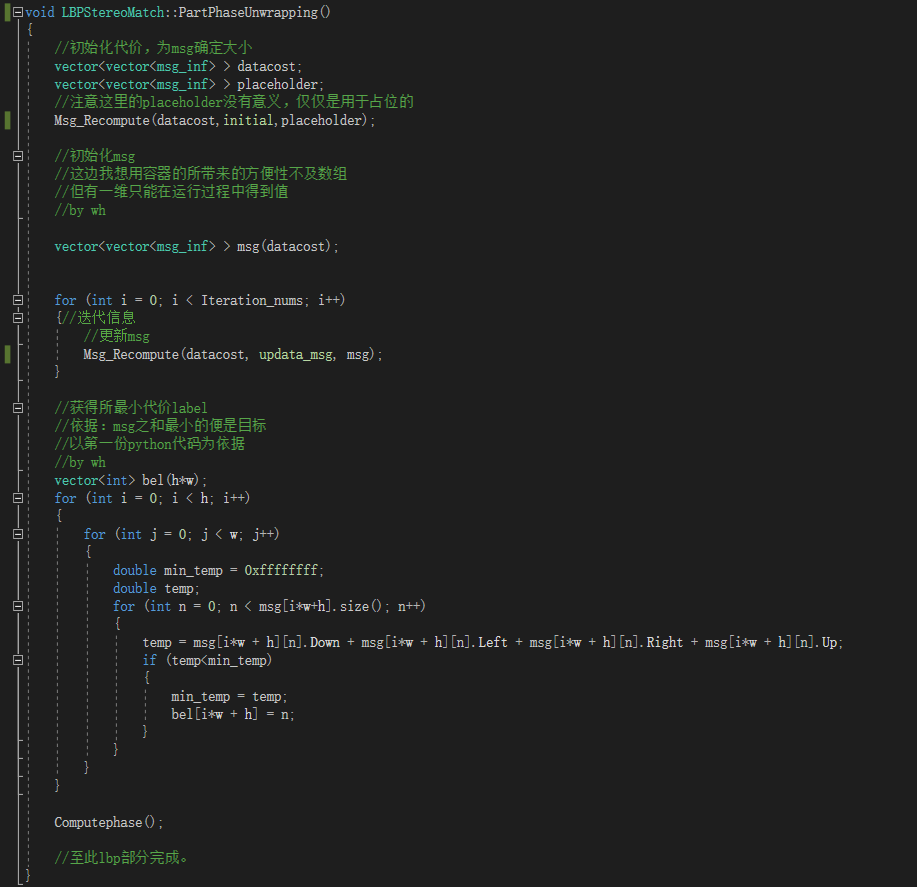 void LBPStereoMatch::PartPhaseUnwrapping()
{
//初始化代价，为msg确定大小
vector<vector<msg_inf> > datacost;
vector<vector<msg_inf> > placeholder;
//注意这里的placeholder没有意义，仅仅是用于占位的
Msg_Recompute(datacost,initial,placeholder);
//初始化msg
//这边我想用容器的所带来的方便性不及数组
//但有一维只能在运行过程中得到值
//by wh
vector<vector<msg_inf> > msg(datacost);
for (int i = 0; i < Iteration_nums; i++)
{//迭代信息
//更新msg
Msg_Recompute(datacost, updata_msg, msg);
}
//获得所最小代价label
//依据：msg之和最小的便是目标
//以第一份python代码为依据
//by wh
vector<int> bel(h*w);
for (int i = 0; i < h; i++)
{
for (int j = 0; j < w; j++)
{
double min_temp = 0xffffffff;
double temp;
for (int n = 0; n < msg[i*w+h].size(); n++)
{
temp = msg[i*w + h][n].Down + msg[i*w + h][n].Left + msg[i*w + h][n].Right + msg[i*w + h][n].Up;
if (temp<min_temp)
{
min_temp = temp;
bel[i*w + h] = n;
}
}
}
}
Computephase();
//至此lbp部分完成。
}